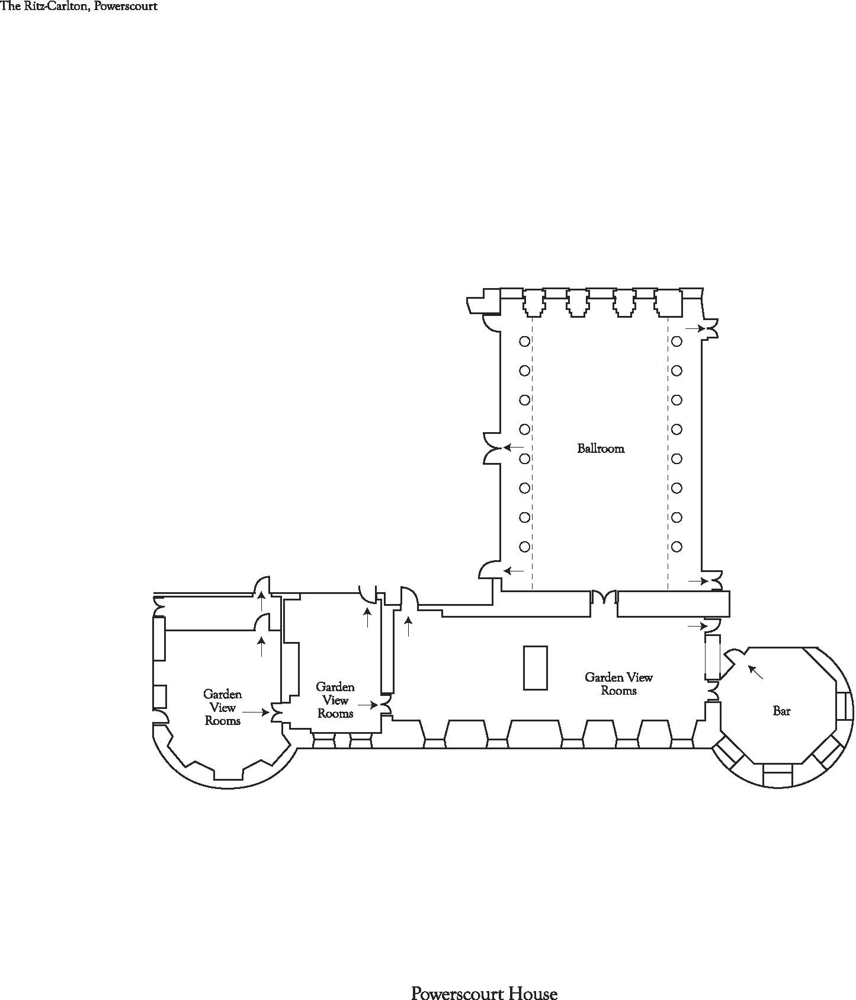 The Ritz-Carlton, Powerscourt
Ballroom
Garden View
Rooms
Garden
View
Rooms
Garden
View
Rooms
Bar
Powerscourt House